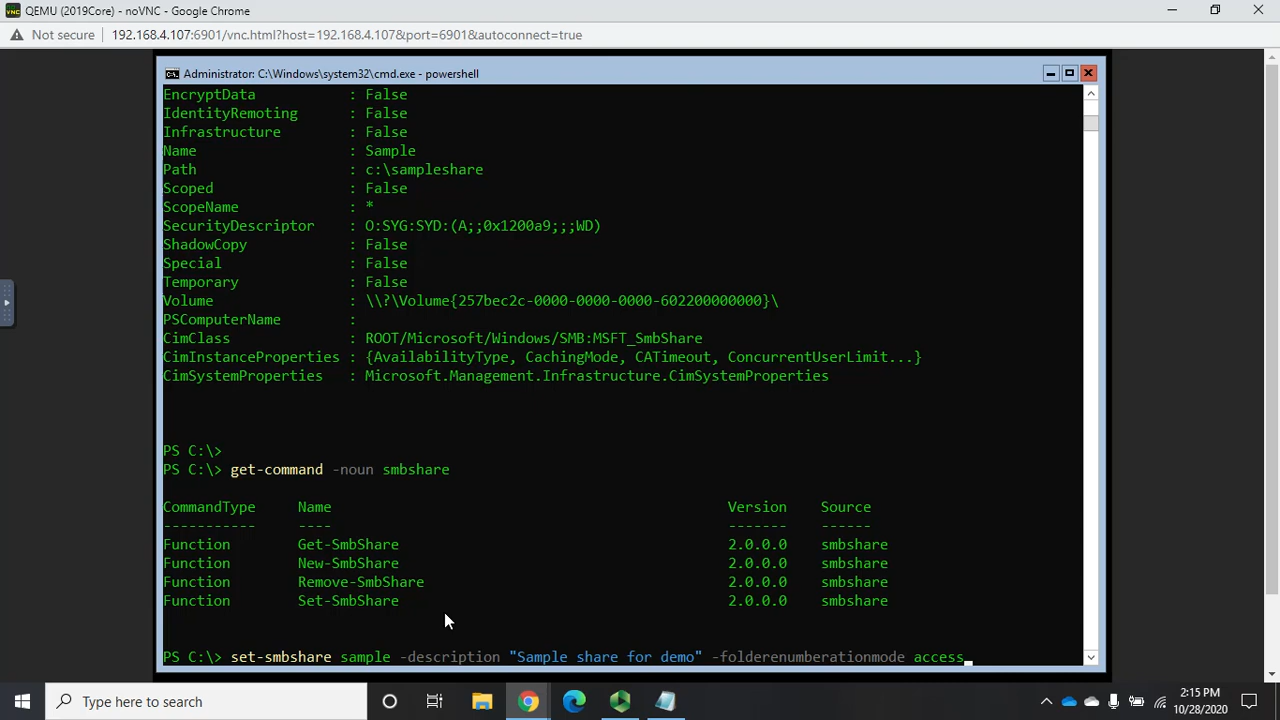 QEMU (2019Core) - noVNC - Google Chrome
Not secure 192.168.4.107:6901/vnc.html?host=192.168.4.107&port=6901&autoconnect=true
Administrator: C:\Windows\system32\cmd.exe - powershell
EncryptData : False
IdentityRemoting : False
Infrastructure : False
Name : Sample
Path : c:\sampleshare
Scoped : False
ScopeName : *
SecurityDescriptor : O:SYG:SYD:(A;;0x1200a9;;;WD)
ShadowCopy : False
Special : False
Temporary : False
Volume : \\?\Volume{257bec2c-0000-0000-0000-602200000000}\
PSComputerName :
CimClass : ROOT/Microsoft/Windows/SMB:MSFT_SmbShare
CimInstanceProperties : {AvailabilityType, CachingMode, CATimeout, ConcurrentUserLimit...}
CimSystemProperties : Microsoft.Management.Infrastructure.CimSystemProperties
PS C:\>
PS C:\> get-command -noun smbshare
CommandType Name Version Source
----------- ---- ------- ------
Function Get-SmbShare 2.0.0.0 smbshare
Function New-SmbShare 2.0.0.0 smbshare
Function Remove-SmbShare 2.0.0.0 smbshare
Function Set-SmbShare 2.0.0.0 smbshare
PS C:\> set-smbshare sample -description "Sample share for demo" -folderenumberationmode access
Type here to search
2:15 PM
10/28/2020